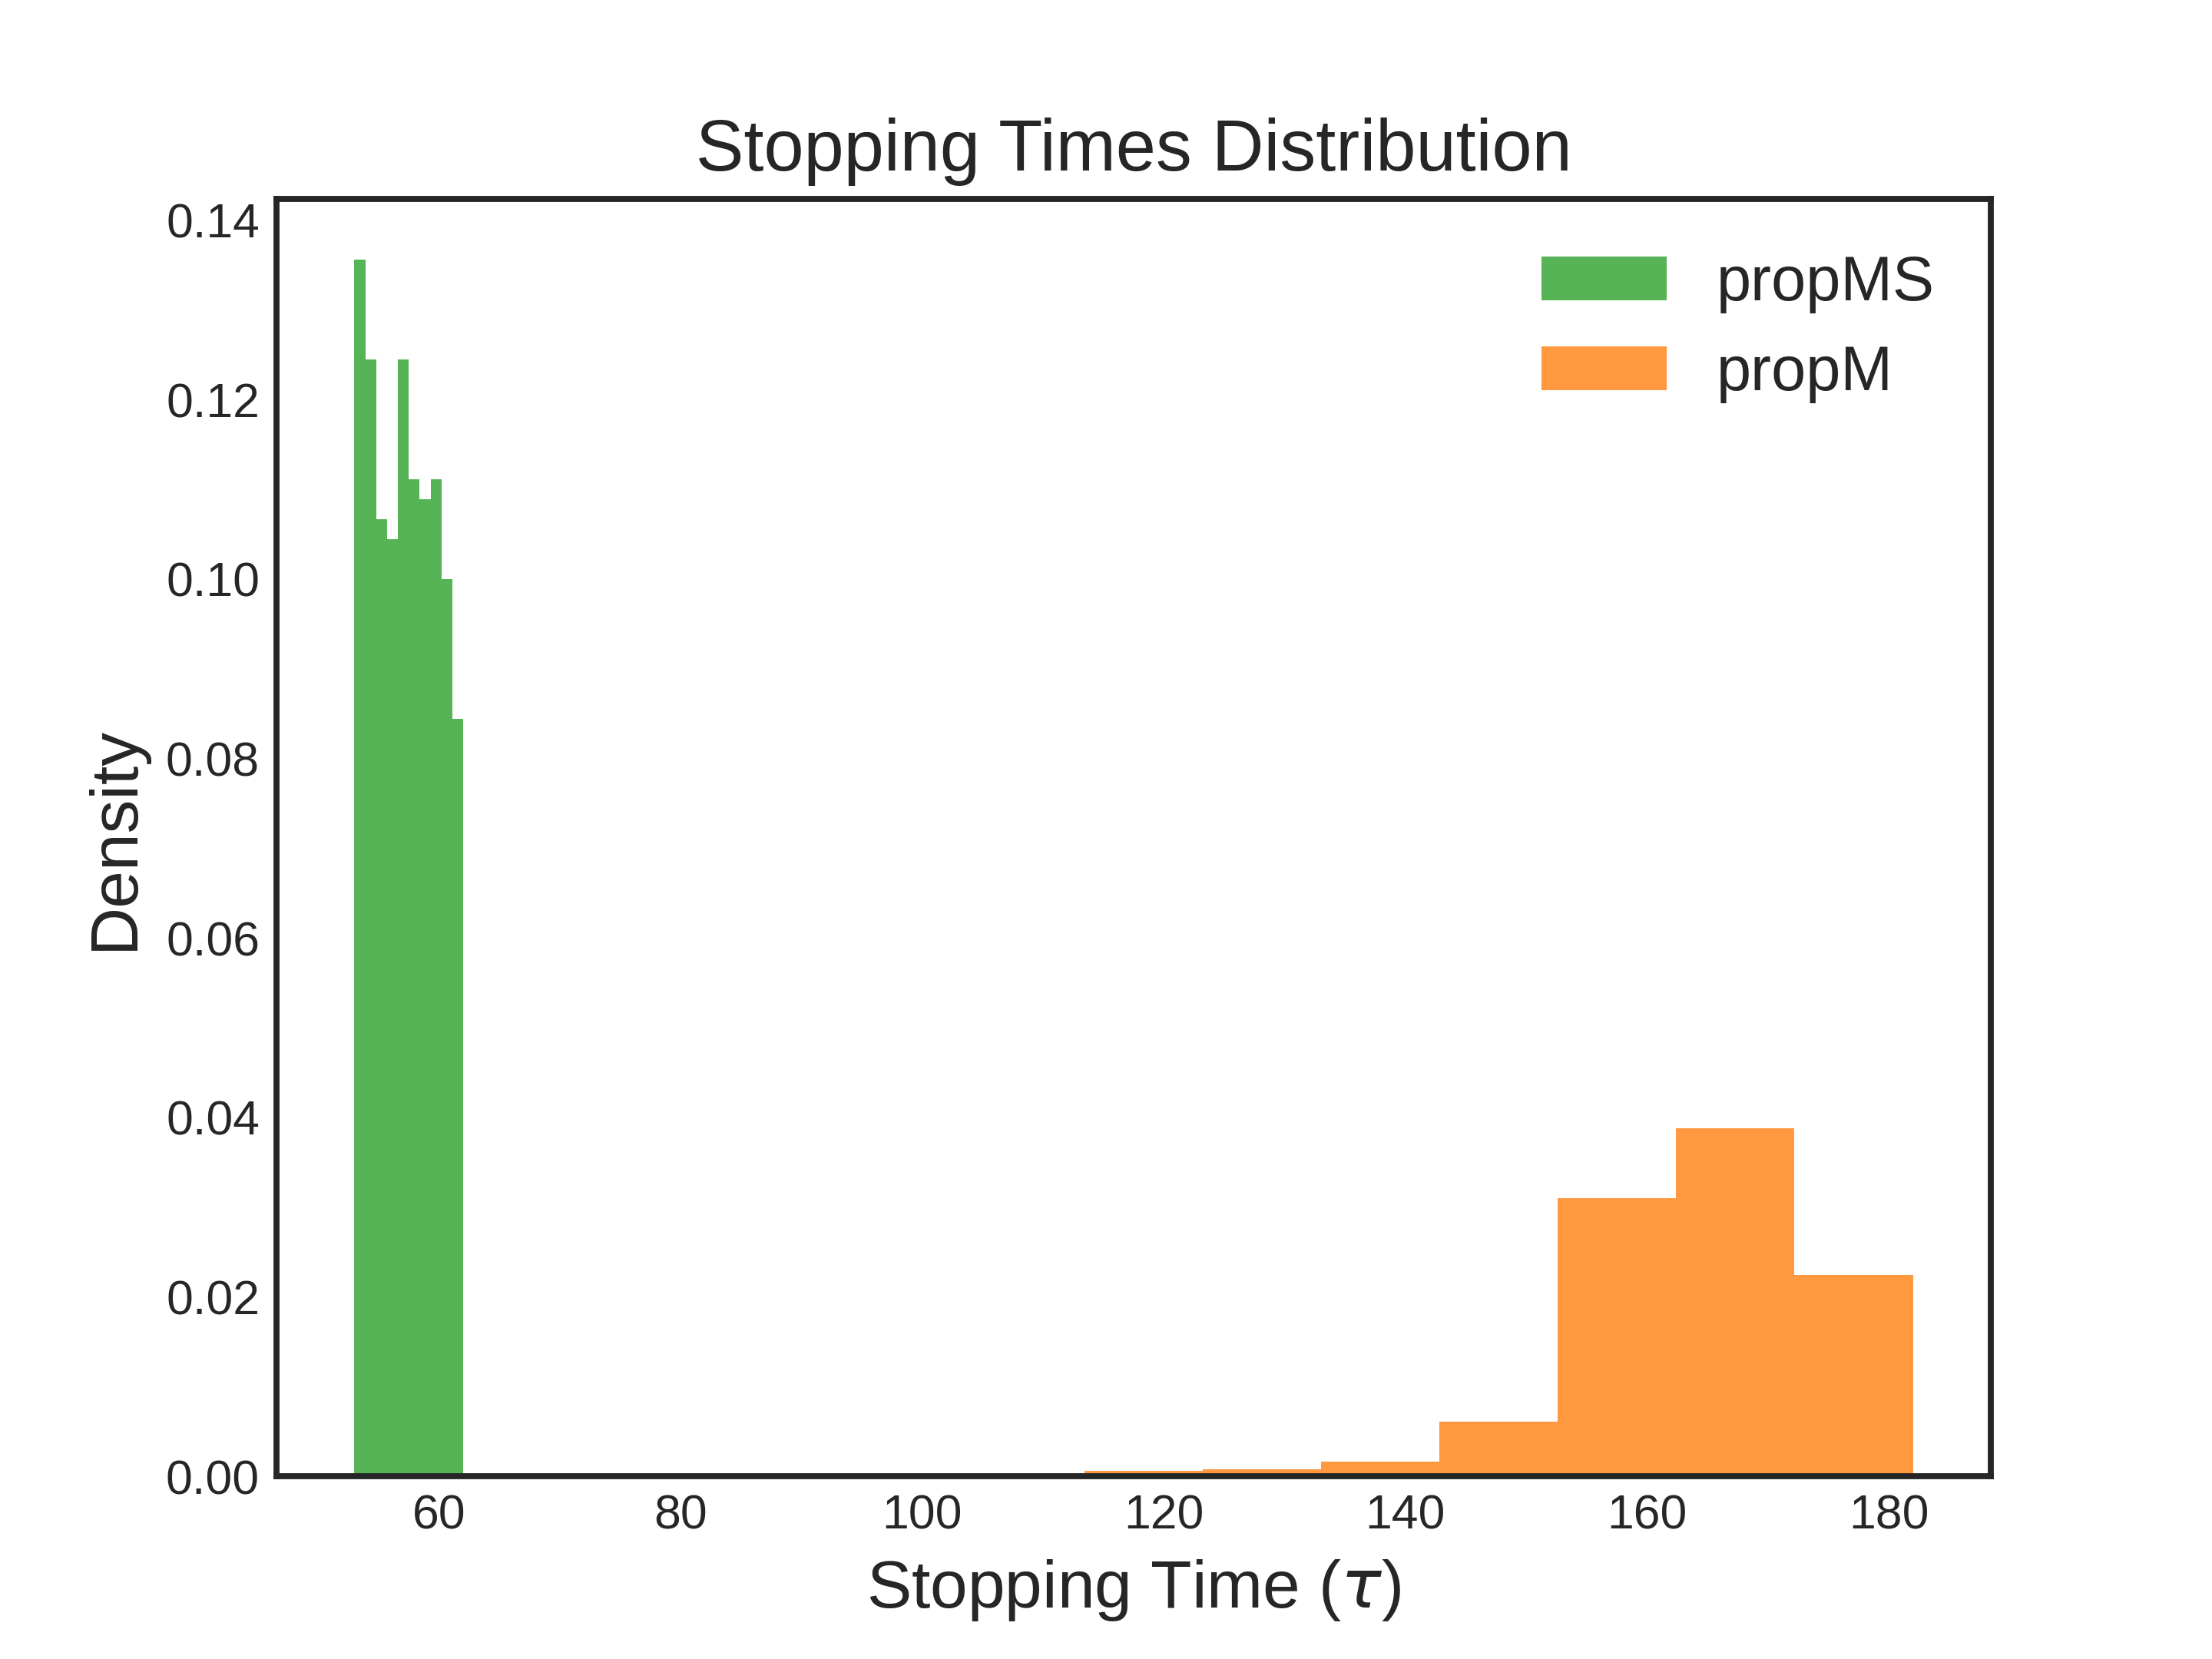 Stopping Times Distribution
0.14
0.12
0.10
0.08
0.06
0.04
0.02
0.00
Density
propMS
propM
60 80 100 120 140 160 180
Stopping Time (τ)